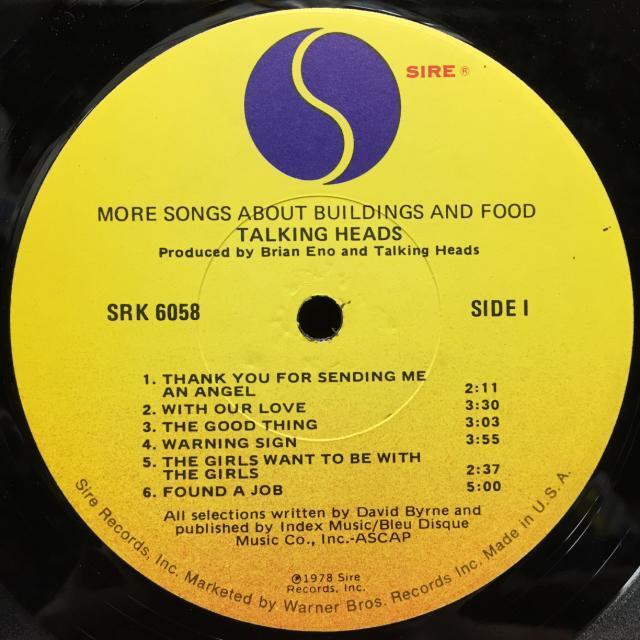 SIRE ®
MORE SONGS ABOUT BUILDINGS AND FOOD
TALKING HEADS
Produced by Brian Eno and Talking Heads
SRK 6058
SIDE I
1. THANK YOU FOR SENDING ME
AN ANGEL 2:11
2. WITH OUR LOVE 3:30
3. THE GOOD THING 3:03
4. WARNING SIGN 3:55
5. THE GIRLS WANT TO BE WITH
THE GIRLS 2:37
6. FOUND A JOB 5:00
All selections written by David Byrne and
published by Index Music/Bleu Disque
Music Co., Inc.-ASCAP
℗1978 Sire
Records, Inc.
Sire Records, Inc. Marketed by Warner Bros. Records Inc. Made in U.S.A.